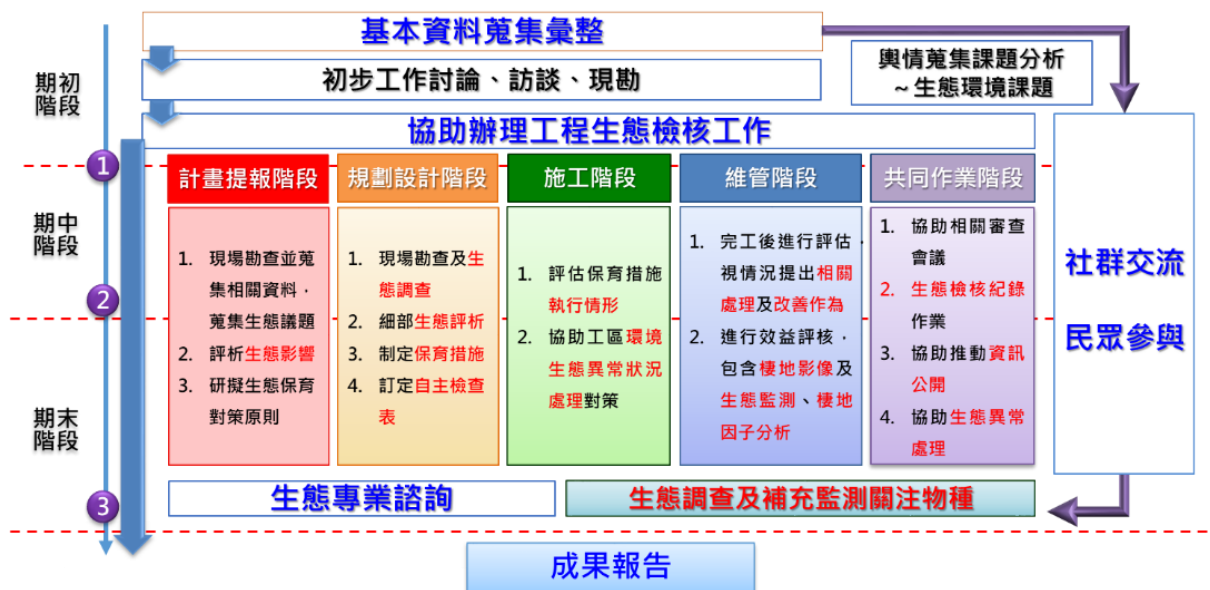 基本資料蒐集彙整
初步工作討論、訪談、現勘
輿情蒐集課題分析
～生態環境課題
協助辦理工程生態檢核工作
期初
階段
1
期中
階段
2
期末
階段
3
計畫提報階段
1. 現場勘查並蒐
集相關資料，
蒐集生態議題
2. 評析生態影響
3. 研擬生態保育
對策原則
規劃設計階段
1. 現場勘查及生
態調查
2. 細部生態評析
3. 制定保育措施
4. 訂定自主檢查
表
施工階段
1. 評估保育措施
執行情形
2. 協助工區環境
生態異常狀況
處理對策
維管階段
1. 完工後進行評估，
視情況提出相關
處理及改善作為
2. 進行效益評核，
包含棲地影像及
生態監測、棲地
因子分析
共同作業階段
1. 協助相關審查
會議
2. 生態檢核紀錄
作業
3. 協助推動資訊
公開
4. 協助生態異常
處理
社群交流
民眾參與
生態專業諮詢
生態調查及補充監測關注物種
成果報告